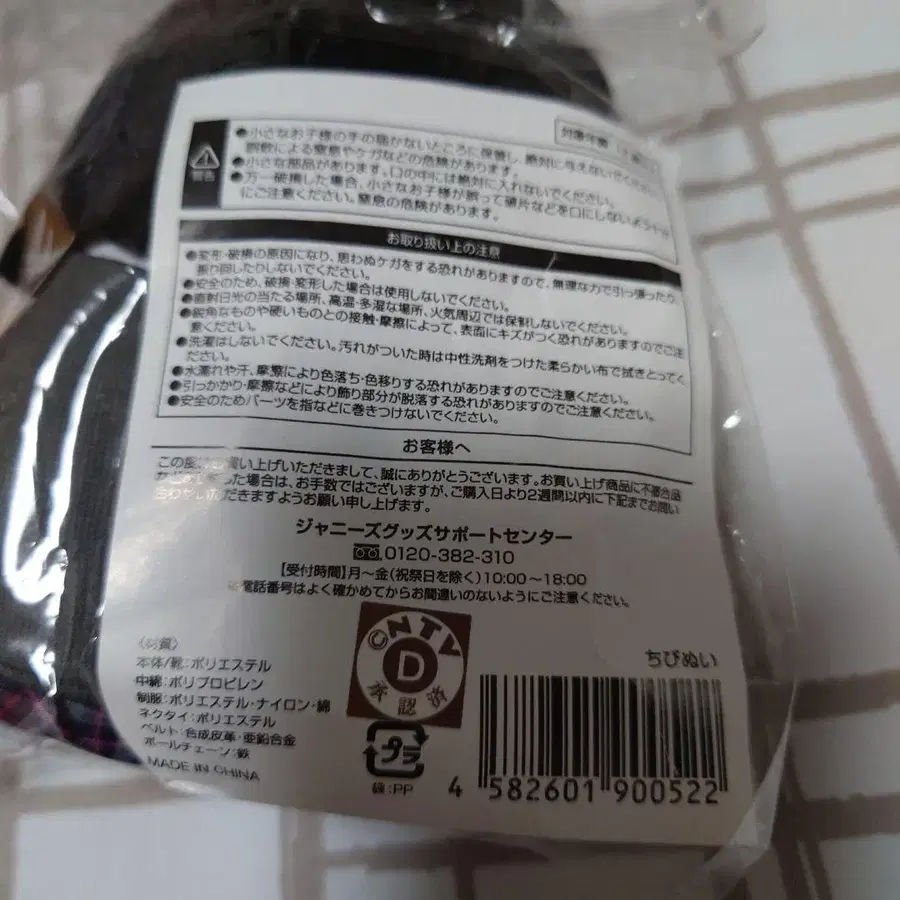 警告
●小さなお子様の手の届かないところに保管し、絶対に与えないでください。
誤飲による窒息やケガなどの危険があります。
●小さな部品があります。口の中には絶対に入れないでください。
●万一破損した場合、小さなお子様が誤って破片などを口にしないよう十分
にご注意ください。窒息の危険があります。
お取り扱い上の注意
●変形・破損の原因になり、思わぬケガをする恐れがありますので、無理な力で引っ張ったり、
振り回したりしないでください。
●安全のため、破損・変形した場合は使用しないでください。
●直射日光の当たる場所、高温・多湿な場所、火気周辺では保管しないでください。
●鋭角なものや硬いものとの接触・摩擦によって、表面にキズがつく恐れがありますのでご注
意ください。
●洗濯はしないでください。汚れがついた時は中性洗剤をつけた柔らかい布で拭きとってく
ださい。
●水濡れや汗、摩擦により色落ち・色移りする恐れがありますのでご注意ください。
●引っかかり・摩擦などにより飾り部分が脱落する恐れがありますのでご注意ください。
●安全のためパーツを指などに巻きつけないでください。
お客様へ
この度は お買い上げいただきまして、誠にありがとうございます。お買い上げ商品に不都合品
た場合は、お手数ではございますが、ご購入日より2週間以内に下記までお問い
合わせいただきますようお願い申し上げます。
ジャニーズグッズサポートセンター
0120-382-310
【受付時間】月～金(祝祭日を除く)10:00～18:00
電話番号はよく確かめてからお間違いのないようにご注意ください。
CNTV
D
承認済
ちびぬい
〈材質〉
本体/靴:ポリエステル
中綿:ポリプロピレン
制服:ポリエステル・ナイロン・綿
ネクタイ:ポリエステル
ベルト:合成皮革・亜鉛合金
ボールチェーン:鉄
MADE IN CHINA
プラ
袋:PP
4 582601 900522